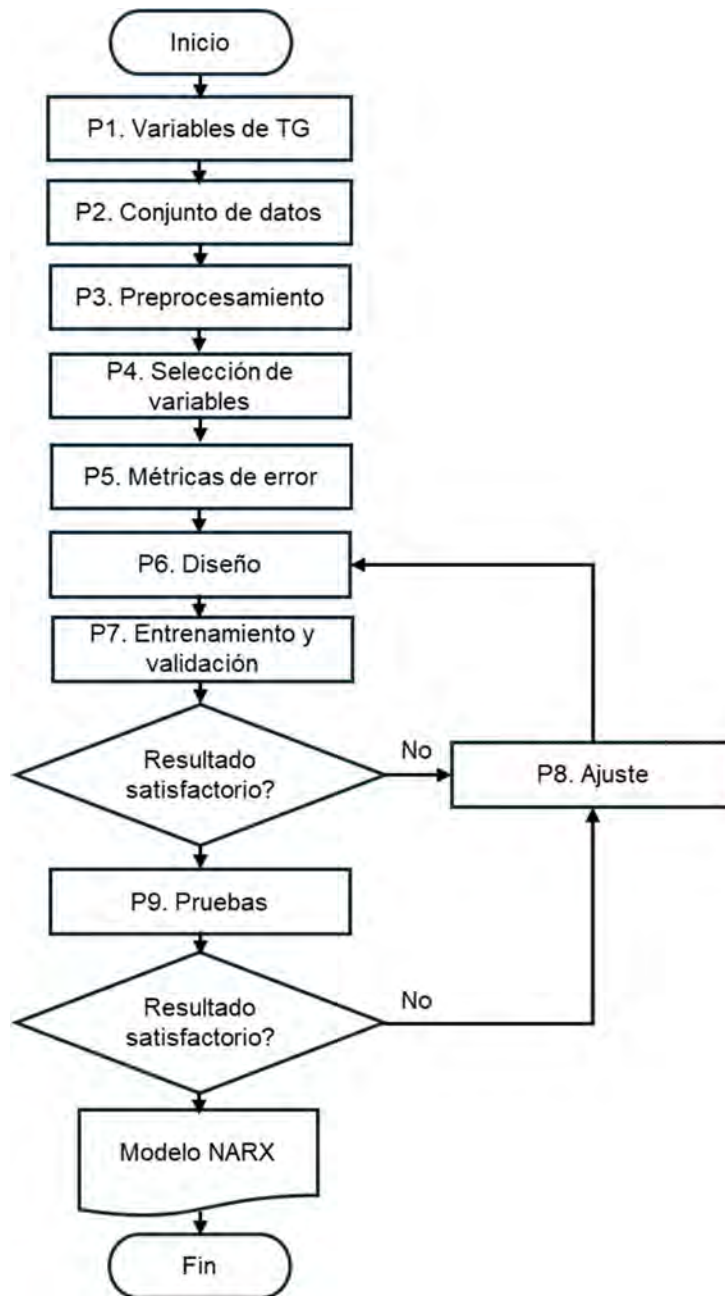 Inicio
P1. Variables de TG
P2. Conjunto de datos
P3. Preprocesamiento
P4. Selección de
variables
P5. Métricas de error
P6. Diseño
P7. Entrenamiento y
validación
Resultado
satisfactorio?
No
P8. Ajuste
P9. Pruebas
Resultado
satisfactorio?
No
Modelo NARX
Fin